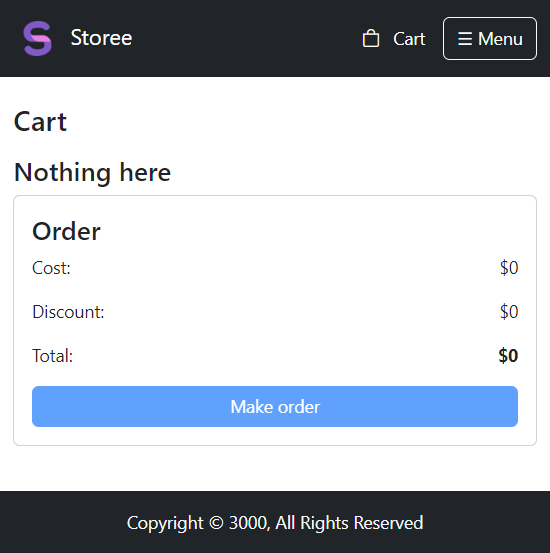 Storee Cart ☰ Menu
Cart
Nothing here
Order
Cost: $0
Discount: $0
Total: $0
Make order
Copyright © 3000, All Rights Reserved